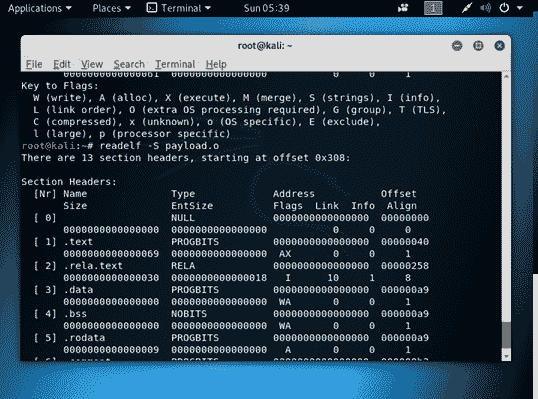 Applications Places Terminal Sun 05:39 1
root@kali: ~
File Edit View Search Terminal Help
0000000000000061 0000000000000000 0 0 1
Key to Flags:
W (write), A (alloc), X (execute), M (merge), S (strings), I (info),
L (link order), O (extra OS processing required), G (group), T (TLS),
C (compressed), x (unknown), o (OS specific), E (exclude),
l (large), p (processor specific)
root@kali:~# readelf -S payload.o
There are 13 section headers, starting at offset 0x308:
Section Headers:
[Nr] Name Type Address Offset
Size EntSize Flags Link Info Align
[ 0] NULL 0000000000000000 00000000
0000000000000000 0000000000000000 0 0 0
[ 1] .text PROGBITS 0000000000000000 00000040
0000000000000069 0000000000000000 AX 0 0 1
[ 2] .rela.text RELA 0000000000000000 00000258
0000000000000030 0000000000000018 I 10 1 8
[ 3] .data PROGBITS 0000000000000000 000000a9
0000000000000000 0000000000000000 WA 0 0 1
[ 4] .bss NOBITS 0000000000000000 000000a9
0000000000000000 0000000000000000 WA 0 0 1
[ 5] .rodata PROGBITS 0000000000000000 000000a9
0000000000000009 0000000000000000 A 0 0 1